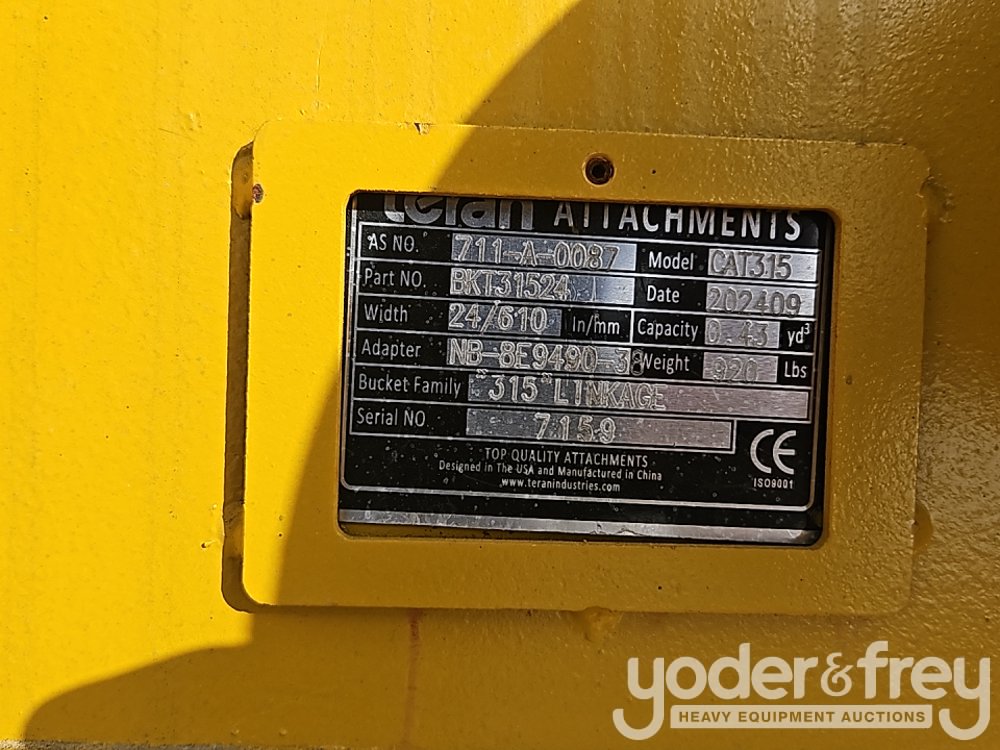 teran ATTACHMENTS
AS NO. 711-A-0087 Model CAT315
Part NO. BKT31524 Date 202409
Width 24/610 In/mm Capacity 0.43 yd³
Adapter NB-8E9490-38 Weight 920 Lbs
Bucket Family "315"LINKAGE
Serial NO. 7159
TOP QUALITY ATTACHMENTS
Designed in The USA and Manufactured in China
www.teranindustries.com
CE
ISO9001
yoder&frey
HEAVY EQUIPMENT AUCTIONS